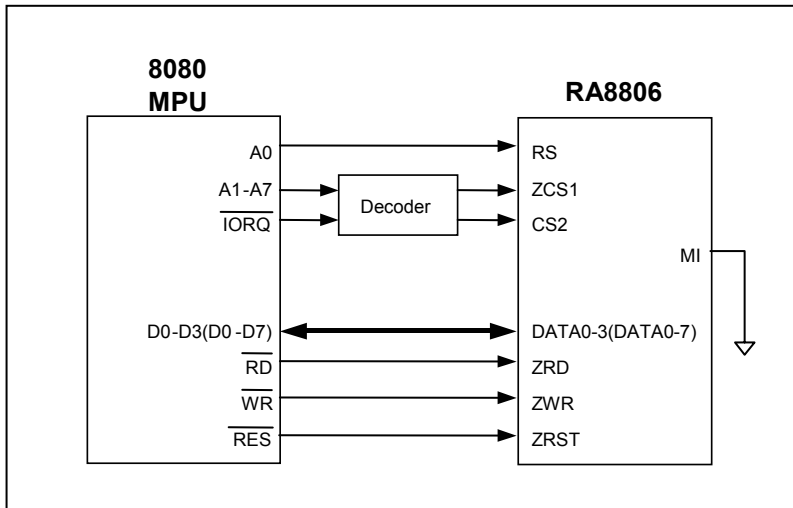 8080
MPU
RA8806
A0
RS
A1-A7
Decoder
ZCS1
IORQ
CS2
MI
D0-D3(D0-D7)
DATA0-3(DATA0-7)
RD
ZRD
WR
ZWR
RES
ZRST